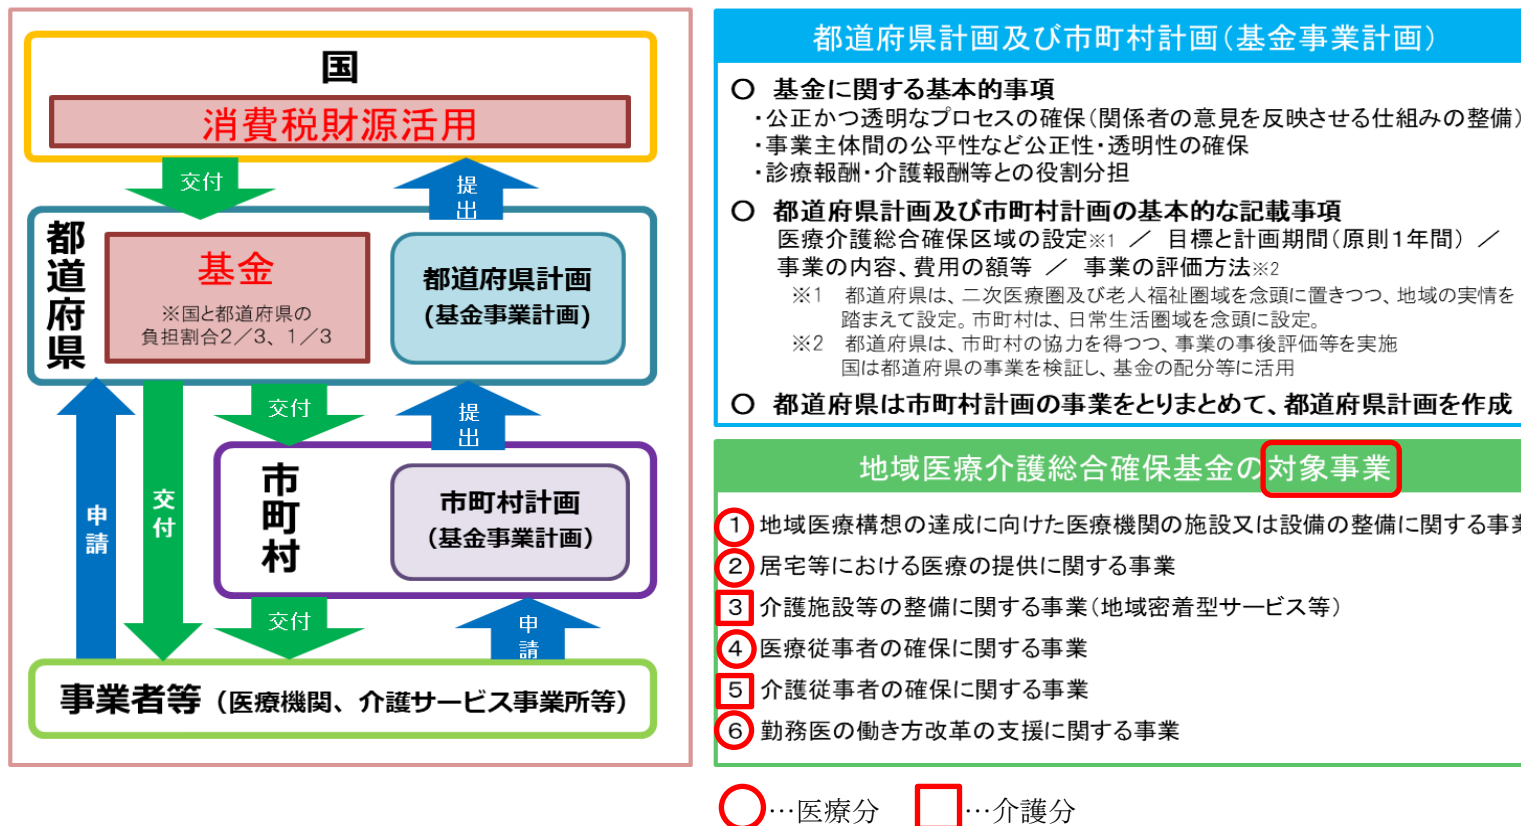 国
消費税財源活用
交付
提出
都道府県
基金
※国と都道府県の
負担割合2/3、1/3
都道府県計画
(基金事業計画)
交付
提出
申請
交付
市町村
市町村計画
(基金事業計画)
交付
申請
事業者等（医療機関、介護サービス事業所等）
都道府県計画及び市町村計画(基金事業計画)
○ 基金に関する基本的事項
・公正かつ透明なプロセスの確保(関係者の意見を反映させる仕組みの整備)
・事業主体間の公平性など公正性・透明性の確保
・診療報酬・介護報酬等との役割分担
○ 都道府県計画及び市町村計画の基本的な記載事項
医療介護総合確保区域の設定※1 ／ 目標と計画期間(原則1年間) ／
事業の内容、費用の額等 ／ 事業の評価方法※2
※1 都道府県は、二次医療圏及び老人福祉圏域を念頭に置きつつ、地域の実情を
踏まえて設定。市町村は、日常生活圏域を念頭に設定。
※2 都道府県は、市町村の協力を得つつ、事業の事後評価等を実施
国は都道府県の事業を検証し、基金の配分等に活用
○ 都道府県は市町村計画の事業をとりまとめて、都道府県計画を作成
地域医療介護総合確保基金の対象事業
1 地域医療構想の達成に向けた医療機関の施設又は設備の整備に関する事業
2 居宅等における医療の提供に関する事業
3 介護施設等の整備に関する事業(地域密着型サービス等)
4 医療従事者の確保に関する事業
5 介護従事者の確保に関する事業
6 勤務医の働き方改革の支援に関する事業
…医療分 …介護分